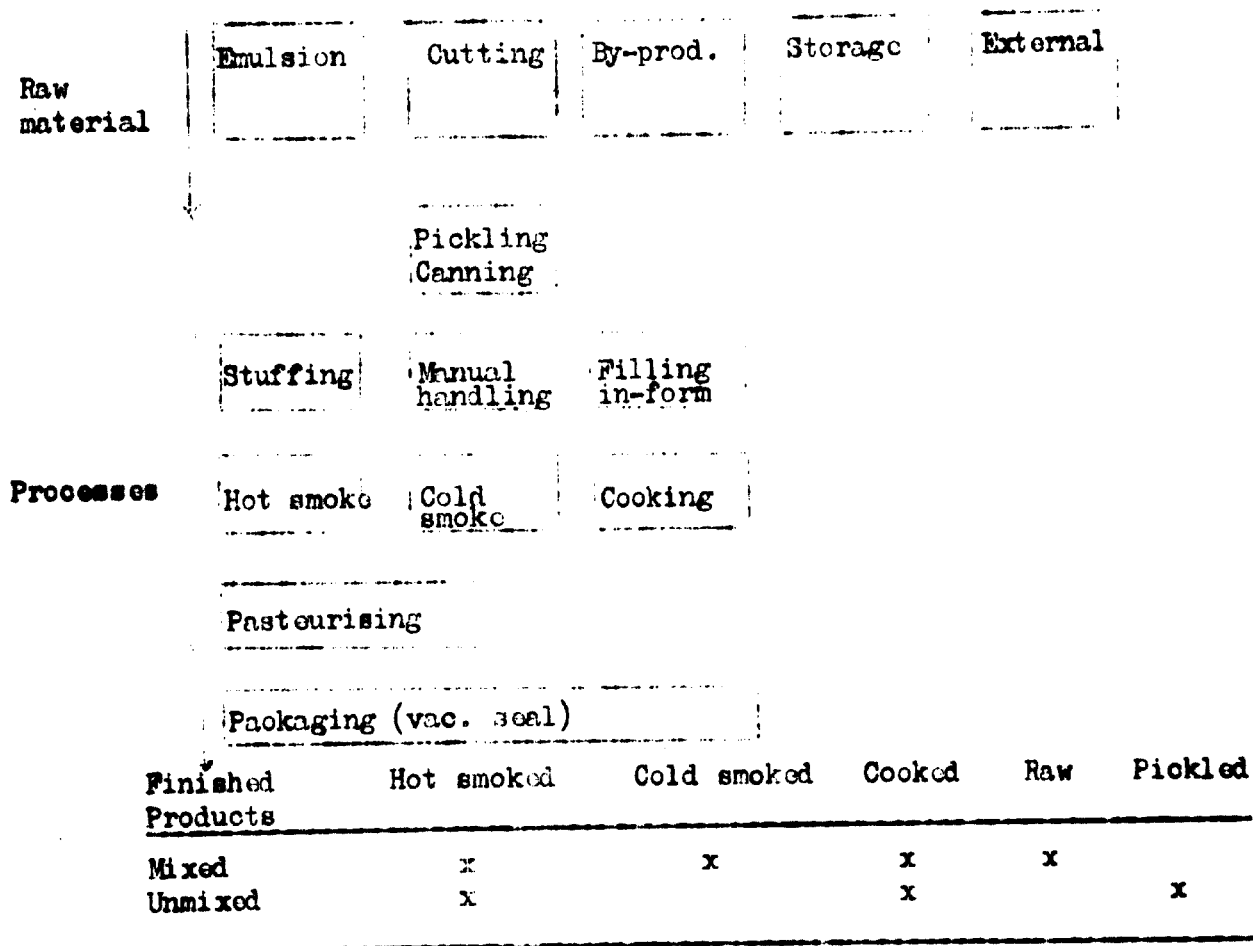 Emulsion Cutting By-prod. Storage External
Raw
material
Pickling
Canning
Stuffing Manual Filling
handling in-form
Processes Hot smoke Cold Cooking
smoke
Pasteurising
Packaging (vac. seal)
Finished Hot smoked Cold smoked Cooked Raw Pickled
Products
Mixed x x x x
Unmixed x x x